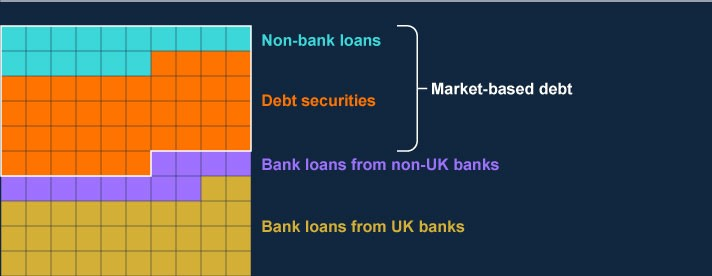 Non-bank loans
Market-based debt
Debt securities
Bank loans from non-UK banks
Bank loans from UK banks